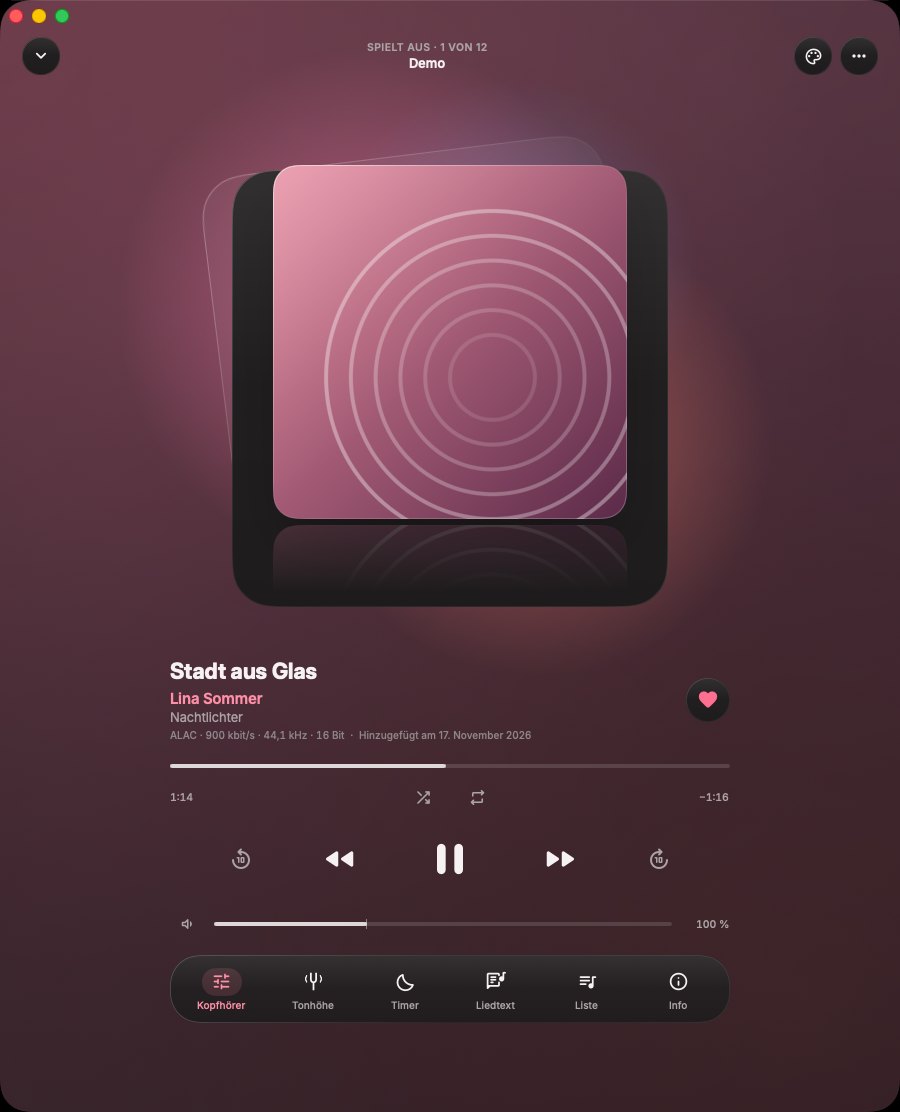 SPIELT AUS · 1 VON 12
Demo
Stadt aus Glas
Lina Sommer
Nachtlichter
ALAC · 900 kbit/s · 44,1 kHz · 16 Bit · Hinzugefügt am 17. November 2026
1:14
−1:16
10
10
100 %
Kopfhörer
Tonhöhe
Timer
Liedtext
Liste
Info